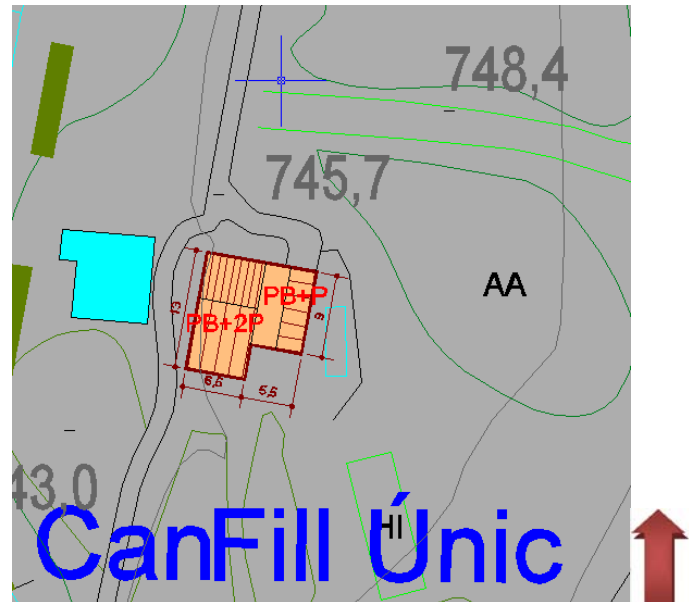 748,4
745,7
AA
PB+P
PB+2P
13
9
6,5
5,5
43,0
HI
CanFill Únic